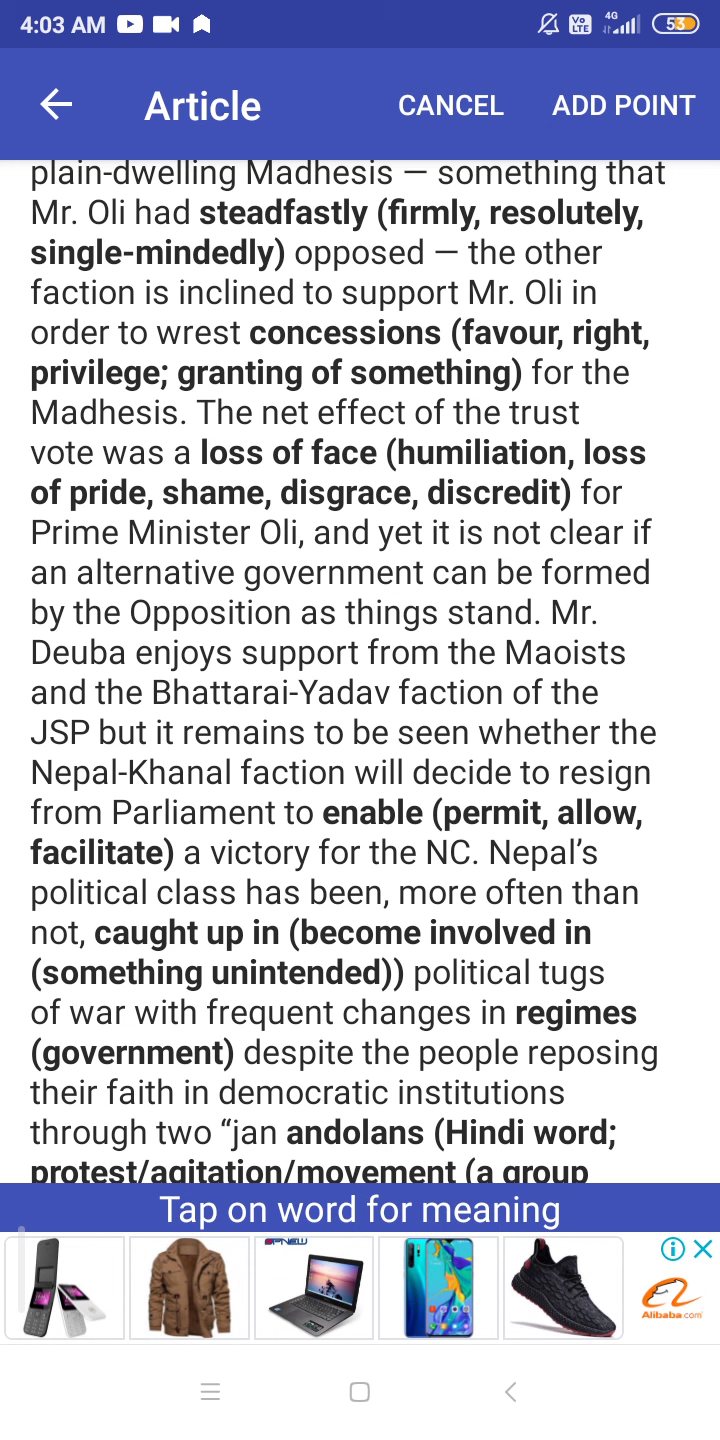 4:03 AM
Vo LTE
4G
53
Article
CANCEL
ADD POINT
plain-dwelling Madhesis — something that
Mr. Oli had steadfastly (firmly, resolutely,
single-mindedly) opposed — the other
faction is inclined to support Mr. Oli in
order to wrest concessions (favour, right,
privilege; granting of something) for the
Madhesis. The net effect of the trust
vote was a loss of face (humiliation, loss
of pride, shame, disgrace, discredit) for
Prime Minister Oli, and yet it is not clear if
an alternative government can be formed
by the Opposition as things stand. Mr.
Deuba enjoys support from the Maoists
and the Bhattarai-Yadav faction of the
JSP but it remains to be seen whether the
Nepal-Khanal faction will decide to resign
from Parliament to enable (permit, allow,
facilitate) a victory for the NC. Nepal’s
political class has been, more often than
not, caught up in (become involved in
(something unintended)) political tugs
of war with frequent changes in regimes
(government) despite the people reposing
their faith in democratic institutions
through two “jan andolans (Hindi word;
protest/agitation/movement (a group
Tap on word for meaning
Alibaba.com